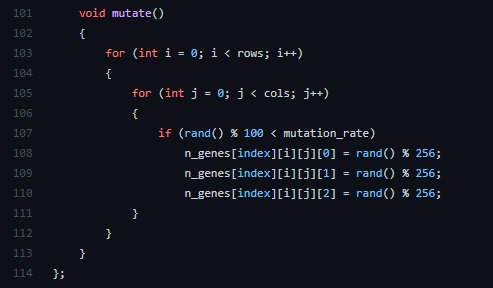 101 void mutate()
102 {
103 for (int i = 0; i < rows; i++)
104 {
105 for (int j = 0; j < cols; j++)
106 {
107 if (rand() % 100 < mutation_rate)
108 n_genes[index][i][j][0] = rand() % 256;
109 n_genes[index][i][j][1] = rand() % 256;
110 n_genes[index][i][j][2] = rand() % 256;
111 }
112 }
113 }
114 };